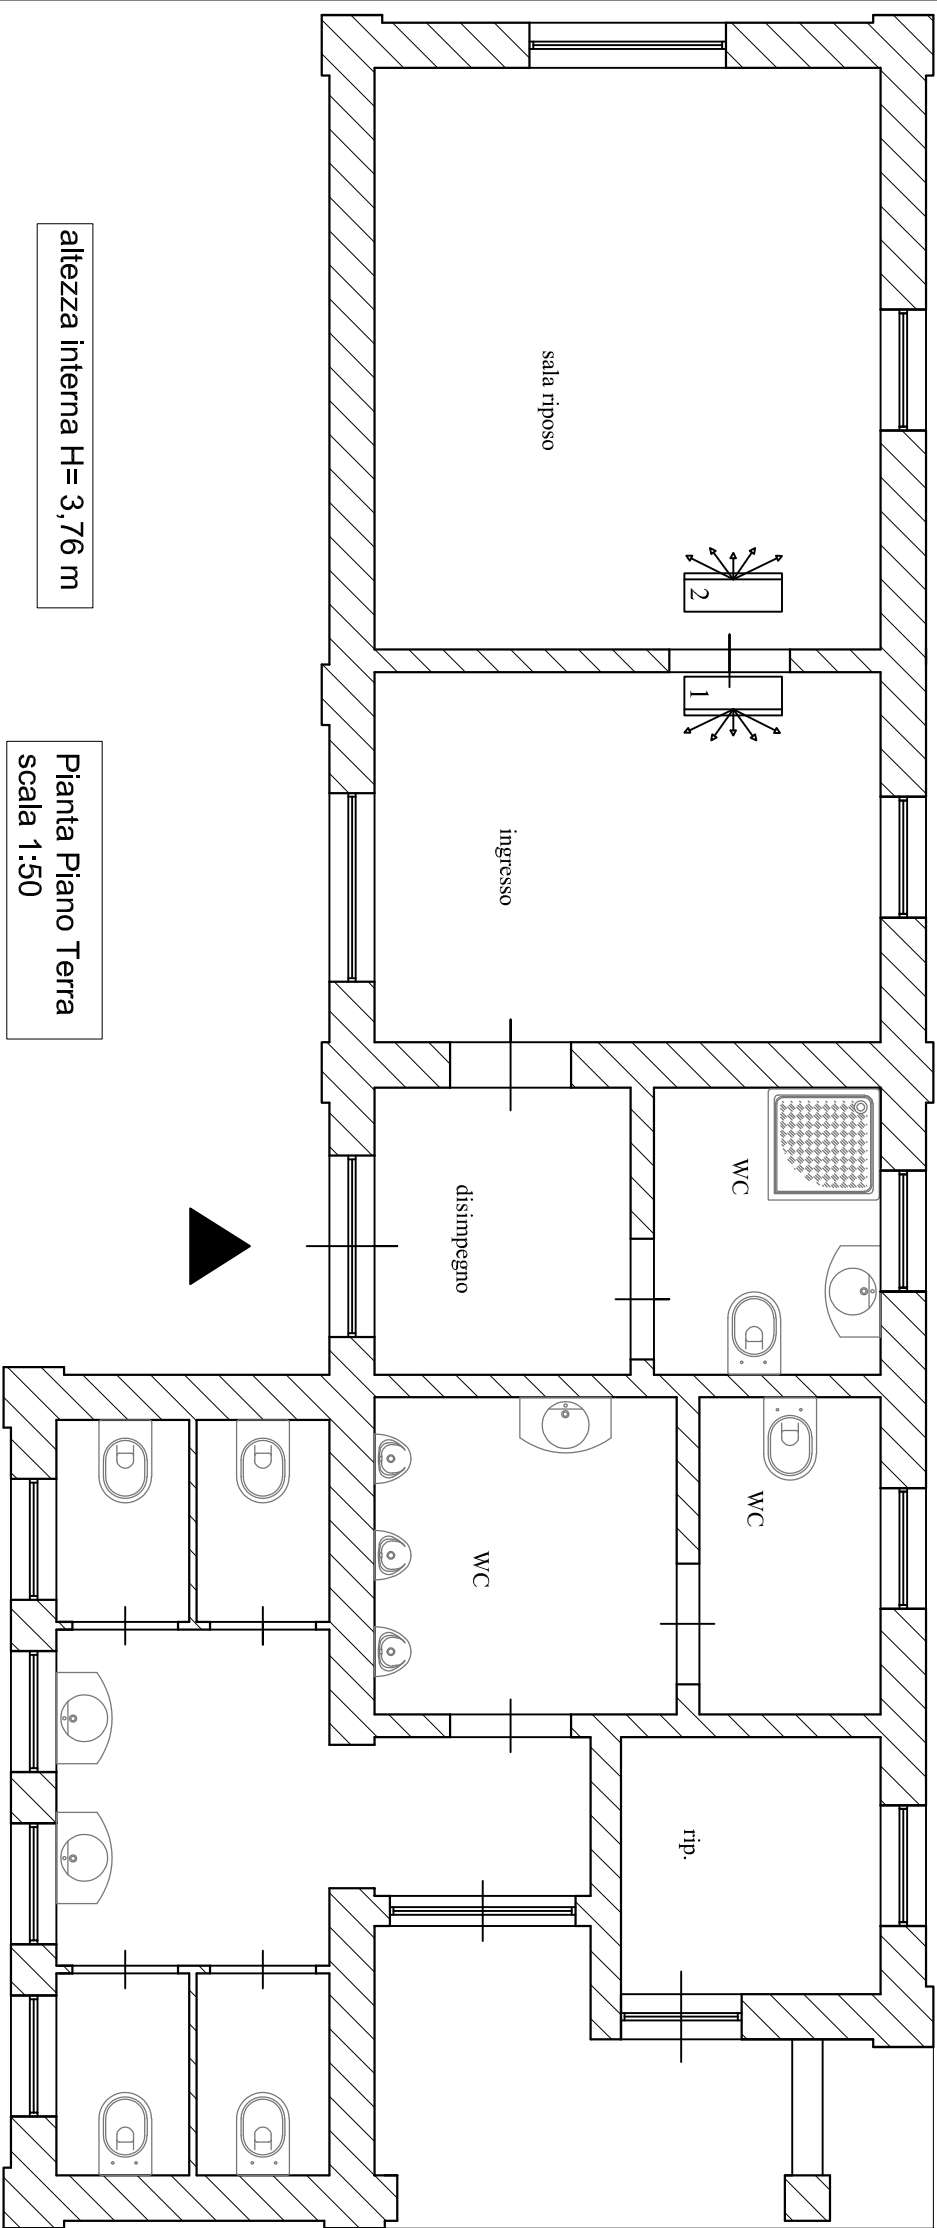 sala riposo
2
1
ingresso
disimpegno
WC
WC
WC
rip.
altezza interna H= 3,76 m
Pianta Piano Terra
scala 1:50